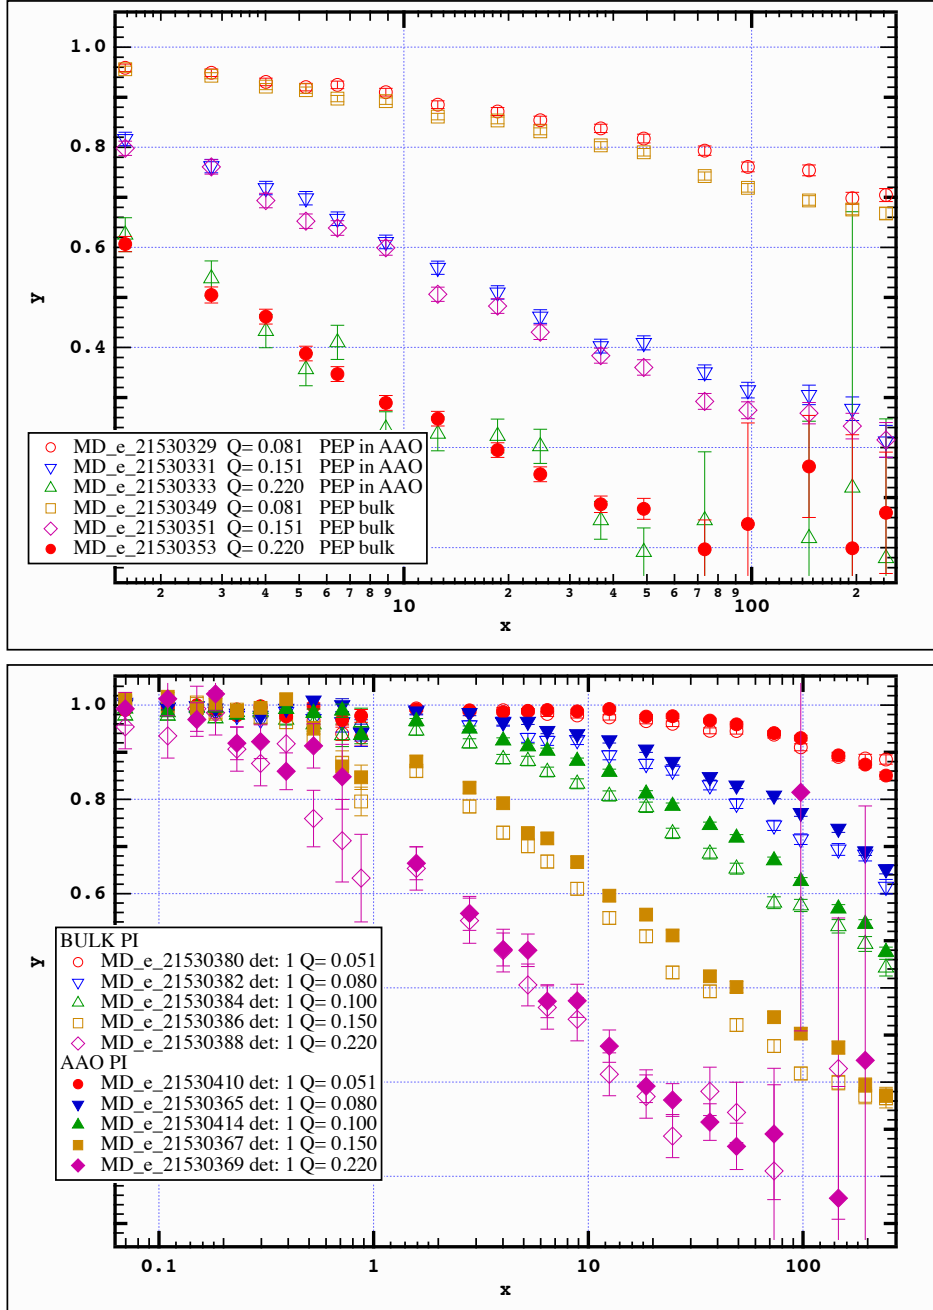 1.0
0.8
0.6
0.4
y
MD_e_21530329 Q= 0.081 PEP in AAO
MD_e_21530331 Q= 0.151 PEP in AAO
MD_e_21530333 Q= 0.220 PEP in AAO
MD_e_21530349 Q= 0.081 PEP bulk
MD_e_21530351 Q= 0.151 PEP bulk
MD_e_21530353 Q= 0.220 PEP bulk
2 3 4 5 6 7 8 9 10 2 3 4 5 6 7 8 9 100 2
x
1.0
0.8
0.6
y
BULK PI
MD_e_21530380 det: 1 Q= 0.051
MD_e_21530382 det: 1 Q= 0.080
MD_e_21530384 det: 1 Q= 0.100
MD_e_21530386 det: 1 Q= 0.150
MD_e_21530388 det: 1 Q= 0.220
AAO PI
MD_e_21530410 det: 1 Q= 0.051
MD_e_21530365 det: 1 Q= 0.080
MD_e_21530414 det: 1 Q= 0.100
MD_e_21530367 det: 1 Q= 0.150
MD_e_21530369 det: 1 Q= 0.220
0.1 1 10 100
x